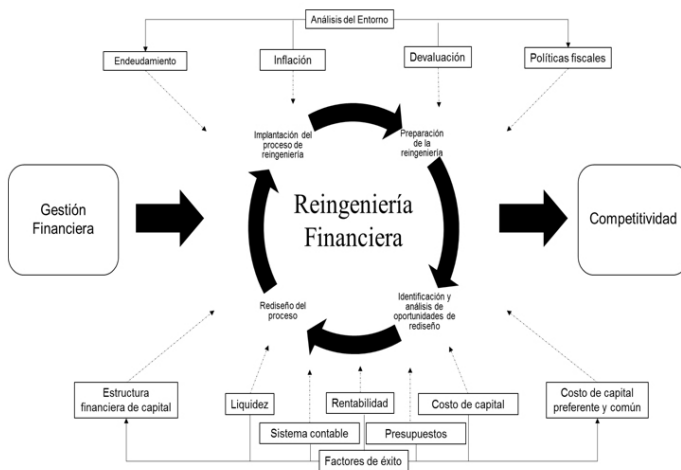 Análisis del Entorno
Endeudamiento
Inflación
Devaluación
Políticas fiscales
Implantación del
proceso de
reingeniería
Preparación
de la
reingeniería
Gestión
Financiera
Reingeniería
Financiera
Competitividad
Rediseño del
proceso
Identificación y
análisis de
oportunidades de
rediseño
Estructura
financiera de capital
Liquidez
Rentabilidad
Costo de capital
Costo de capital
preferente y común
Sistema contable
Presupuestos
Factores de éxito